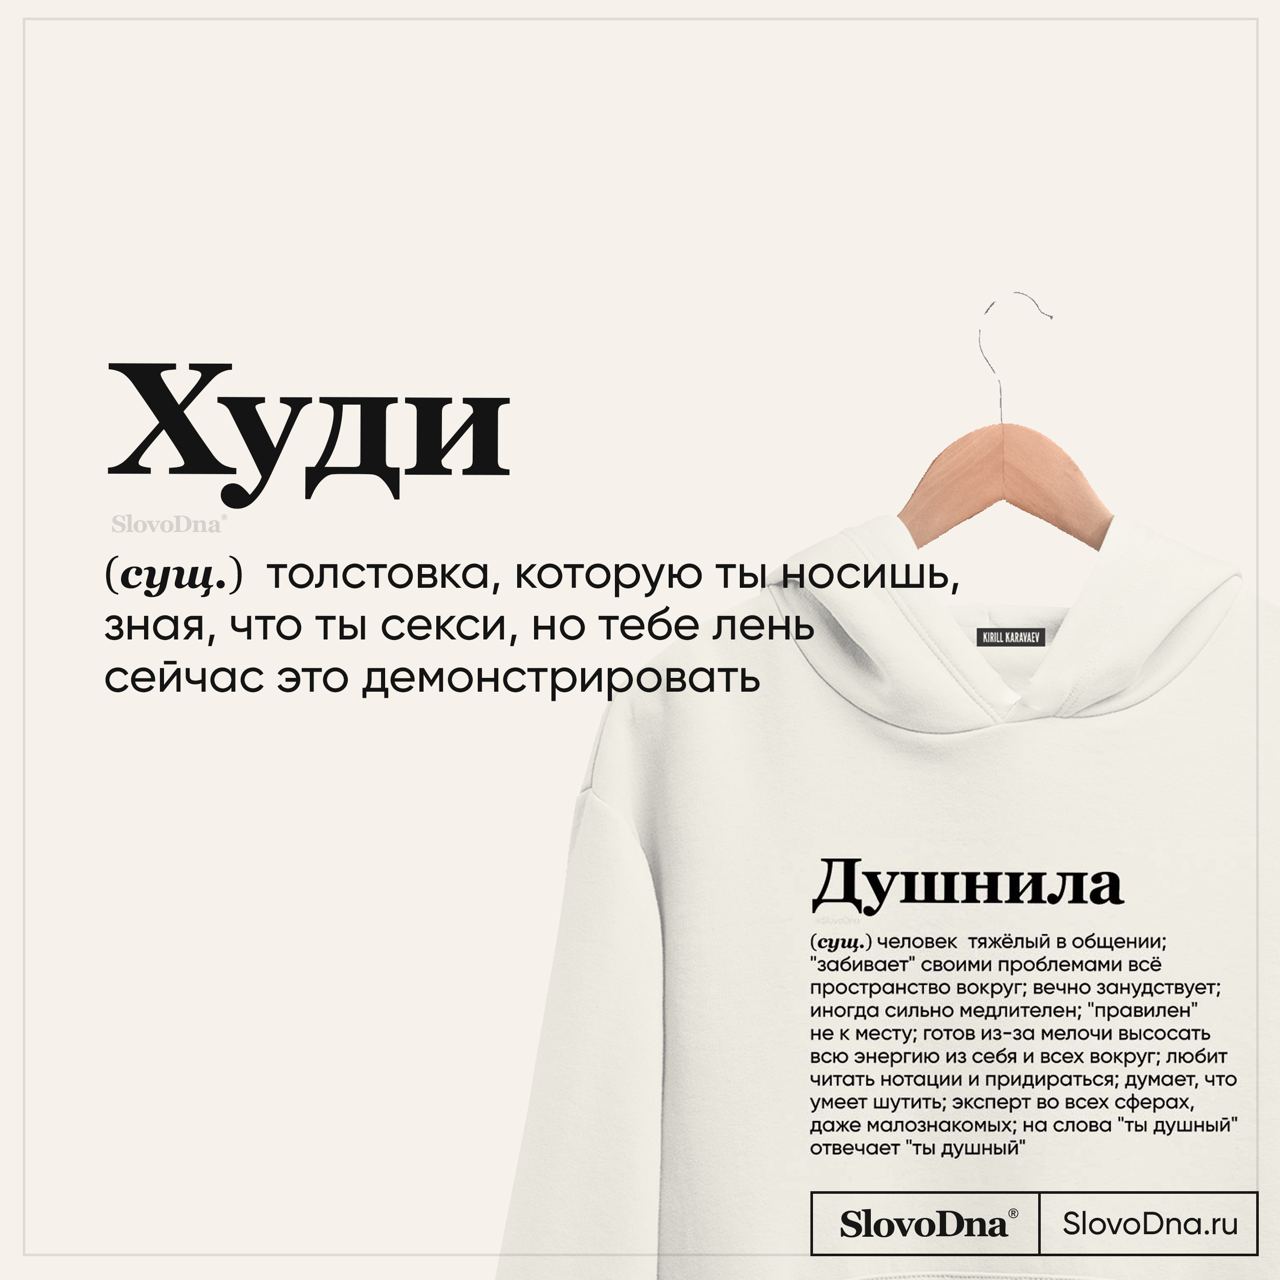 Худи
SlovoDna®
(сущ.) толстовка, которую ты носишь,
зная, что ты секси, но тебе лень
сейчас это демонстрировать
KIRILL KARAVAEV
Душнила
SlovoDna
(сущ.) человек тяжёлый в общении;
"забивает" своими проблемами всё
пространство вокруг; вечно занудствует;
иногда сильно медлителен; "правилен"
не к месту; готов из-за мелочи высосать
всю энергию из себя и всех вокруг; любит
читать нотации и придираться; думает, что
умеет шутить; эксперт во всех сферах,
даже малознакомых; на слова "ты душный"
отвечает "ты душный"
SlovoDna® SlovoDna.ru